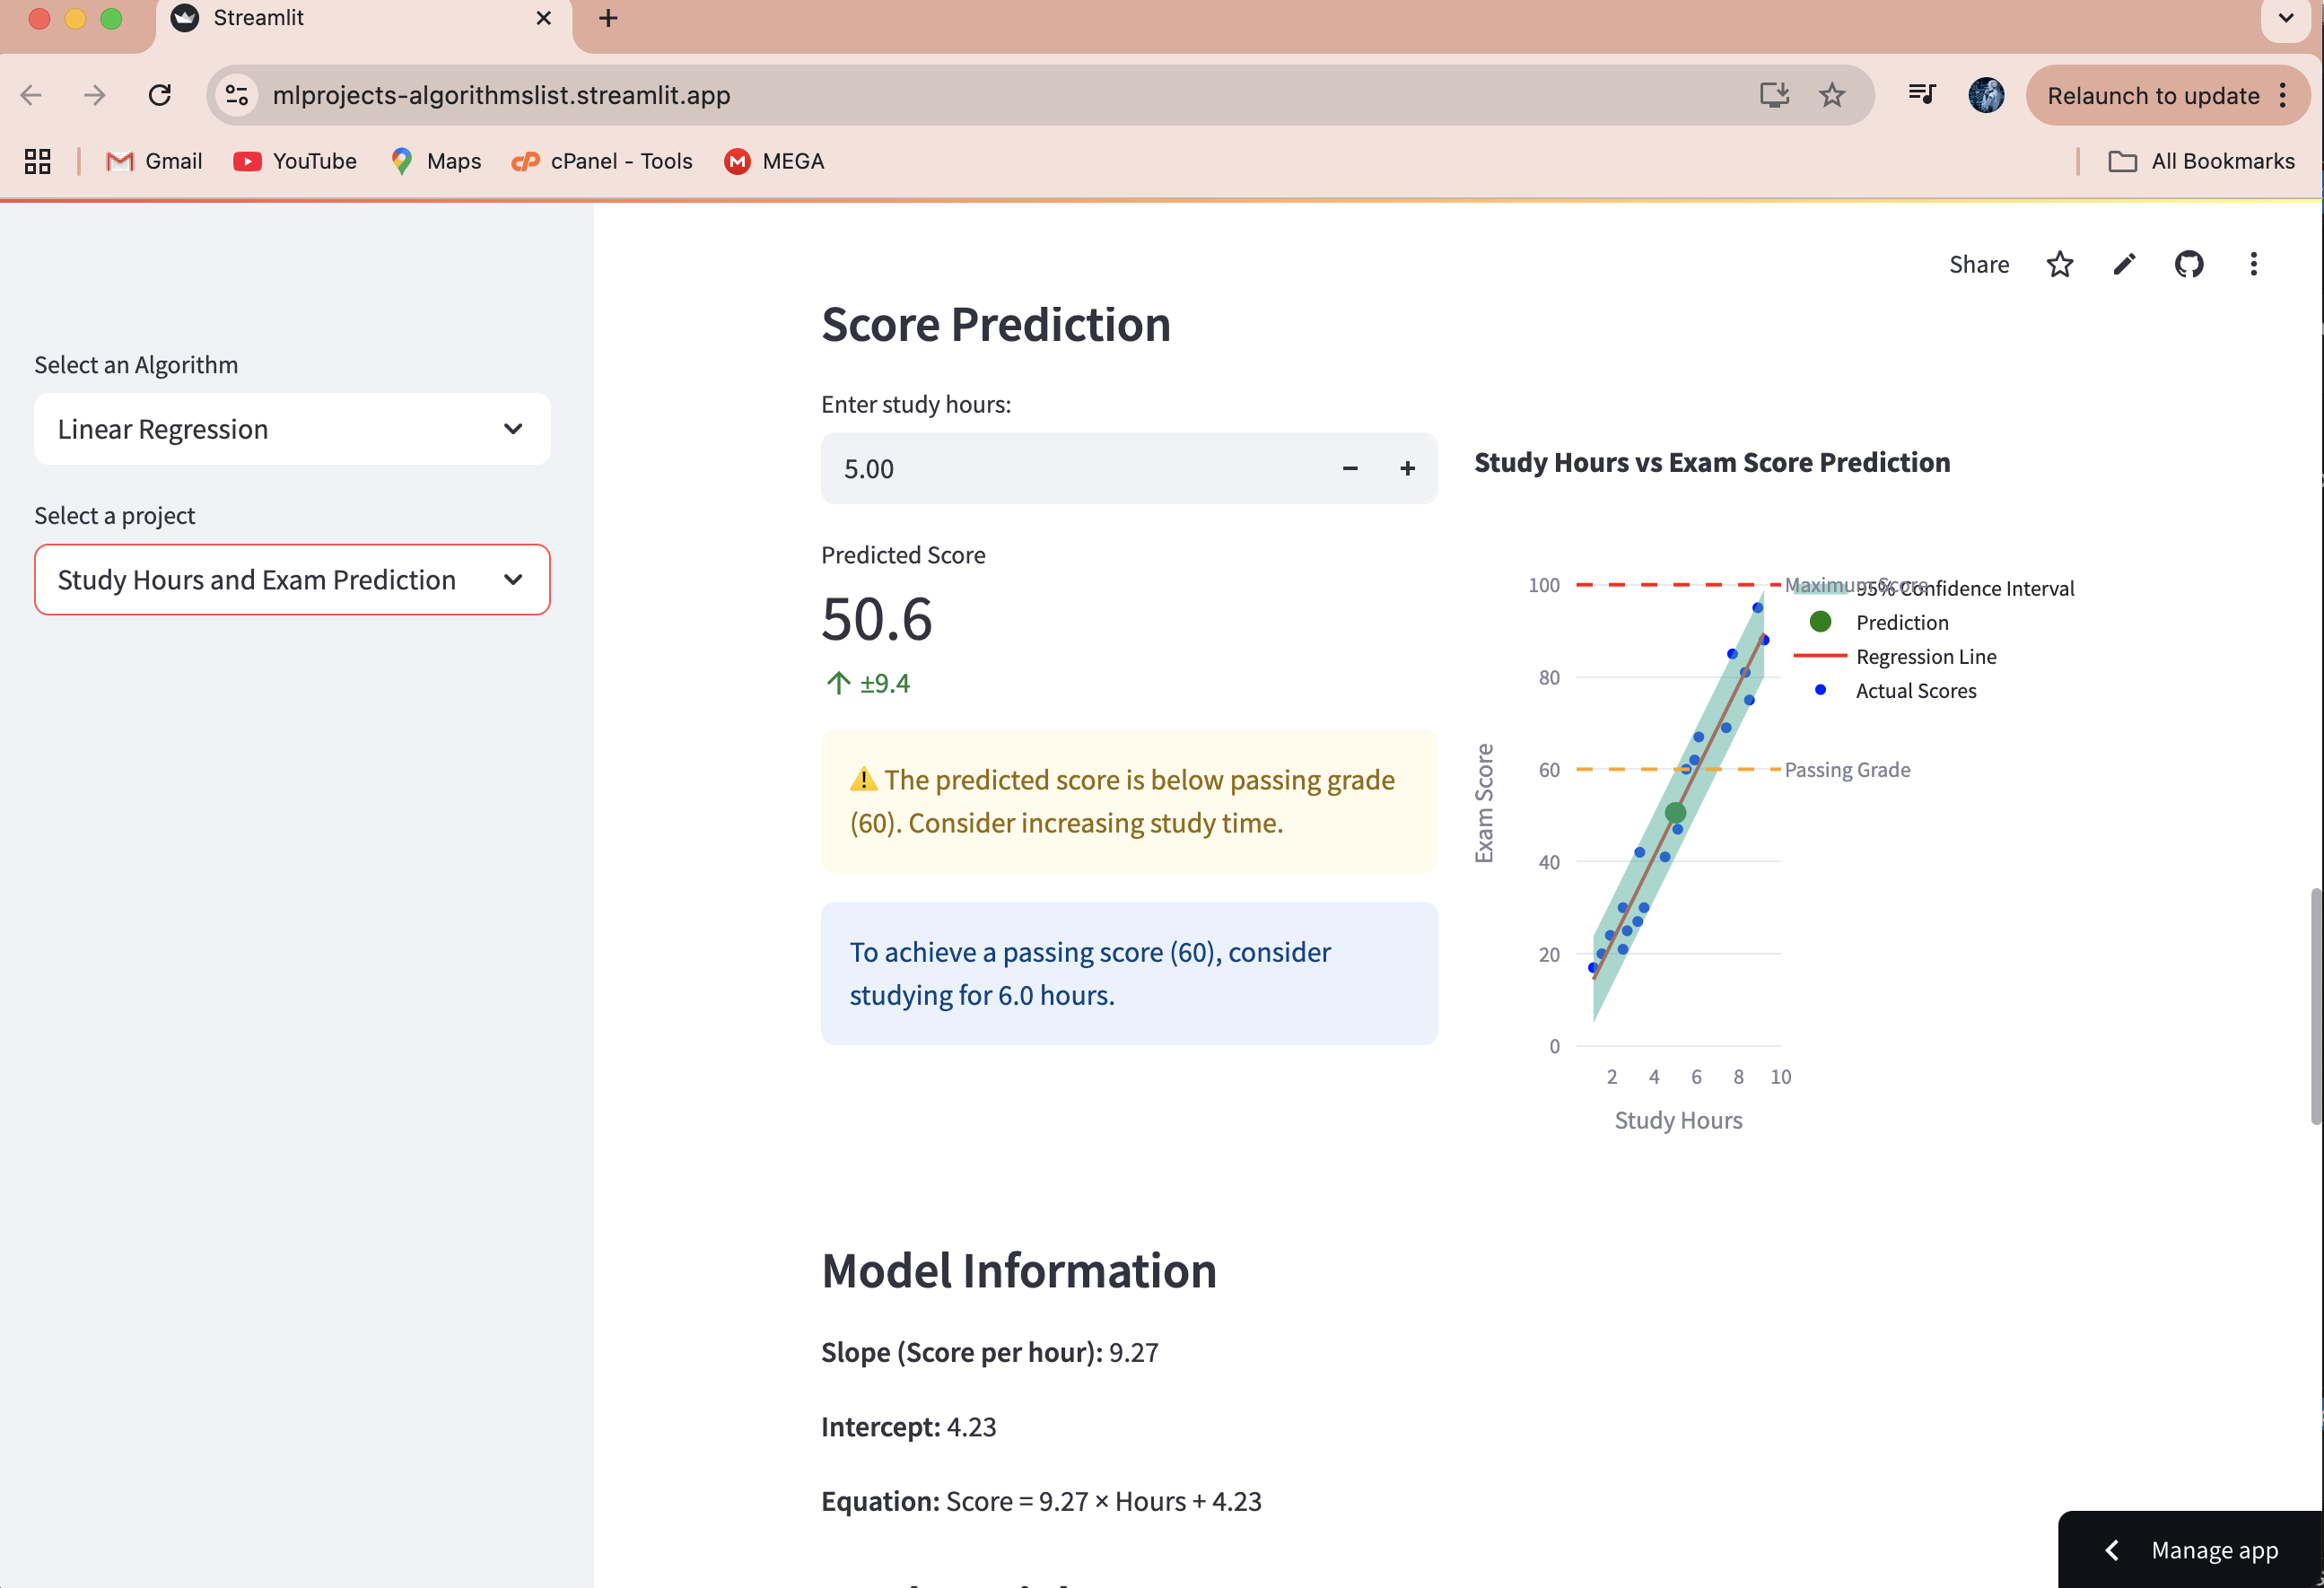 Streamlit
mlprojects-algorithmslist.streamlit.app
Relaunch to update
Gmail
YouTube
Maps
cPanel - Tools
MEGA
All Bookmarks
Share
Select an Algorithm
Linear Regression
Select a project
Study Hours and Exam Prediction
Score Prediction
Enter study hours:
5.00
Predicted Score
50.6
±9.4
The predicted score is below passing grade
(60). Consider increasing study time.
To achieve a passing score (60), consider
studying for 6.0 hours.
Study Hours vs Exam Score Prediction
Maximum Score
95% Confidence Interval
Prediction
Regression Line
Actual Scores
Passing Grade
100
80
60
40
20
0
Exam Score
2 4 6 8 10
Study Hours
Model Information
Slope (Score per hour): 9.27
Intercept: 4.23
Equation: Score = 9.27 × Hours + 4.23
Manage app